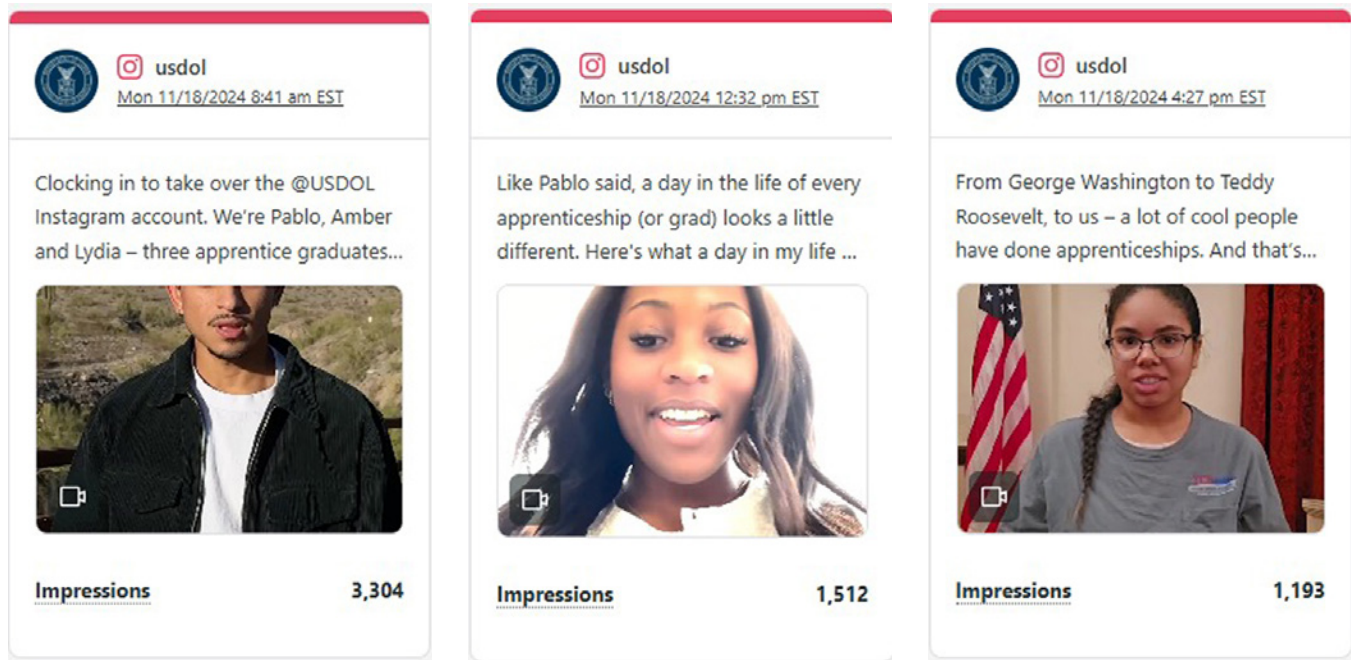 usdol
Mon 11/18/2024 8:41 am EST
Clocking in to take over the @USDOL
Instagram account. We're Pablo, Amber
and Lydia – three apprentice graduates...
Impressions 3,304
usdol
Mon 11/18/2024 12:32 pm EST
Like Pablo said, a day in the life of every
apprenticeship (or grad) looks a little
different. Here's what a day in my life ...
Impressions 1,512
usdol
Mon 11/18/2024 4:27 pm EST
From George Washington to Teddy
Roosevelt, to us – a lot of cool people
have done apprenticeships. And that's...
Impressions 1,193